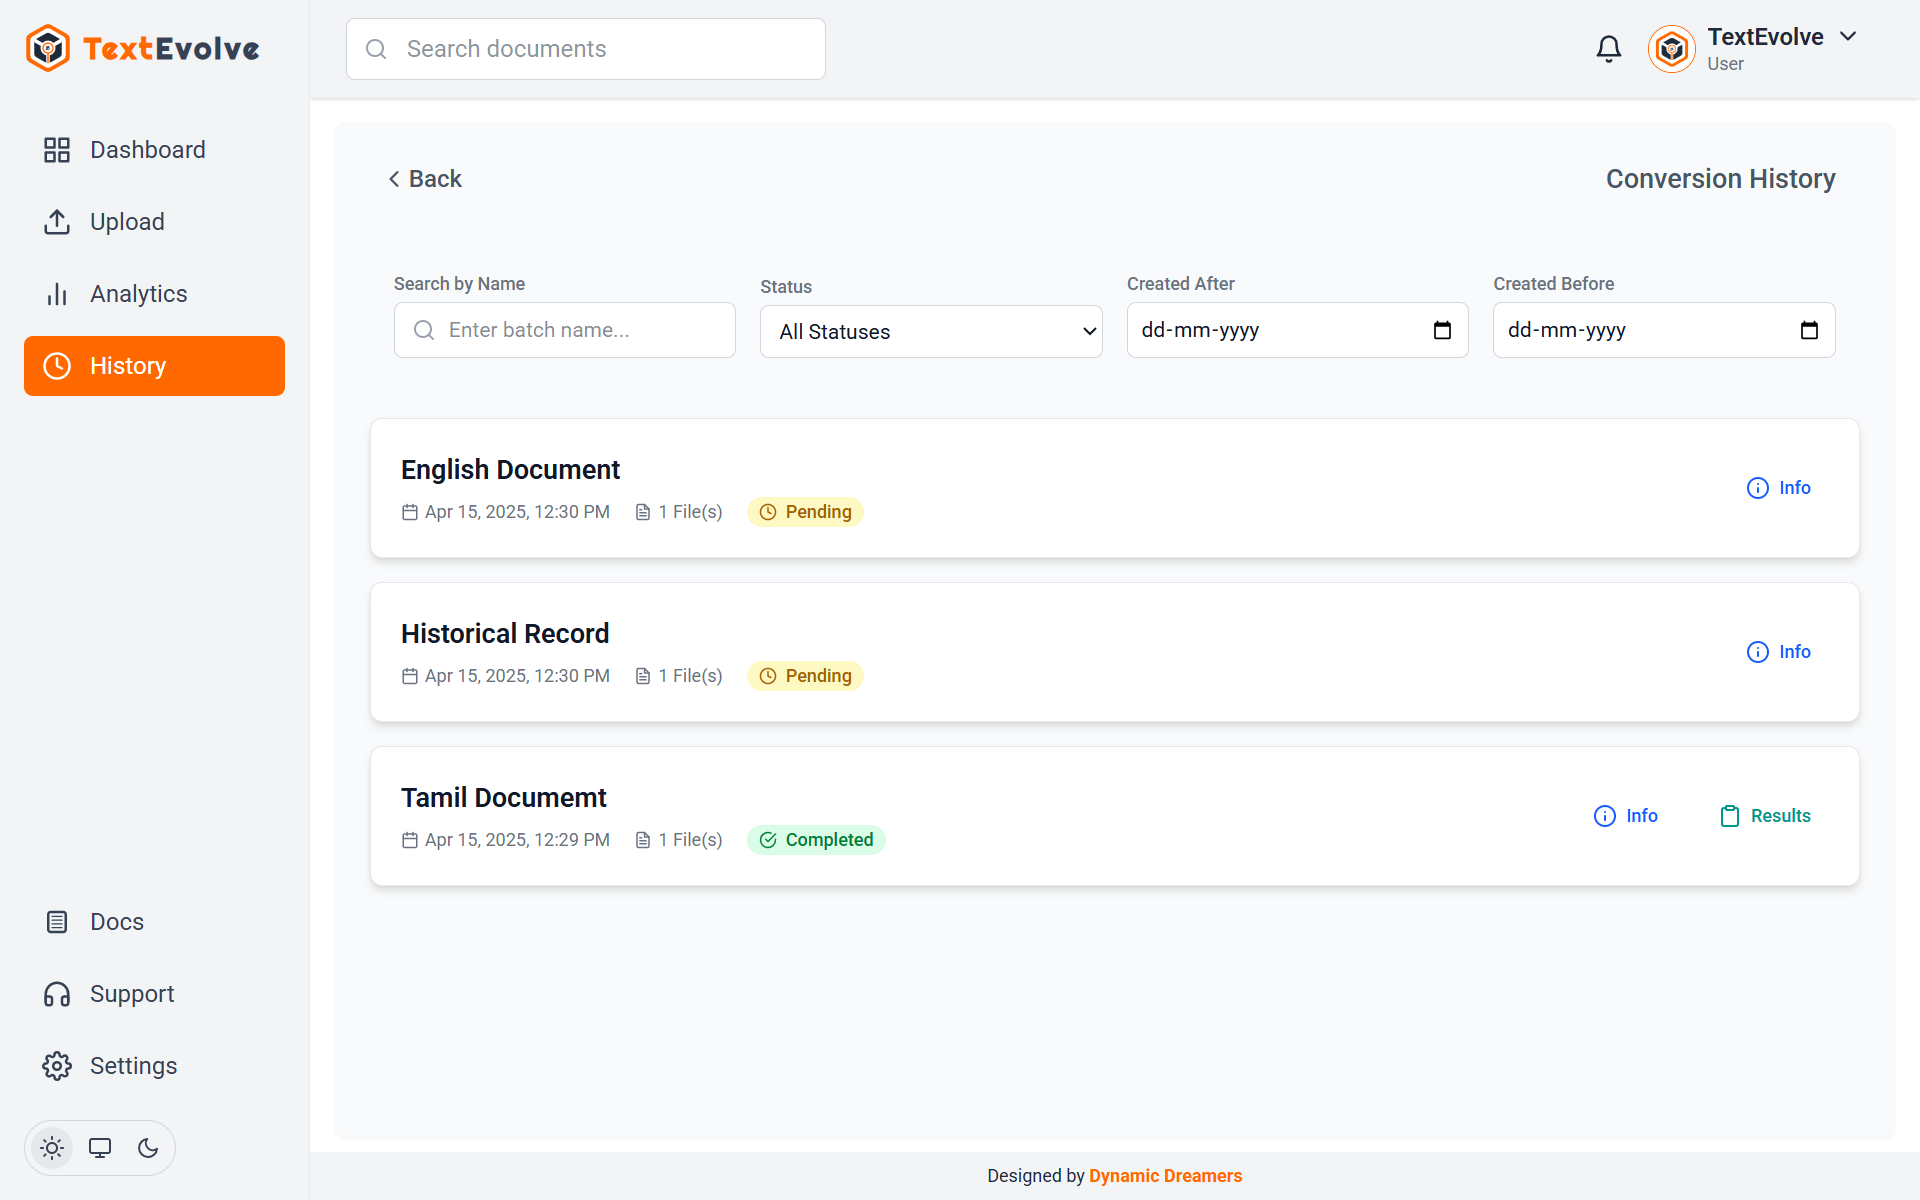 TextEvolve
Search documents
TextEvolve
User
Dashboard
Upload
Analytics
History
Docs
Support
Settings
Back
Conversion History
Search by Name
Enter batch name...
Status
All Statuses
Created After
dd-mm-yyyy
Created Before
dd-mm-yyyy
English Document
Apr 15, 2025, 12:30 PM 1 File(s) Pending
Info
Historical Record
Apr 15, 2025, 12:30 PM 1 File(s) Pending
Info
Tamil Documemt
Apr 15, 2025, 12:29 PM 1 File(s) Completed
Info Results
Designed by Dynamic Dreamers